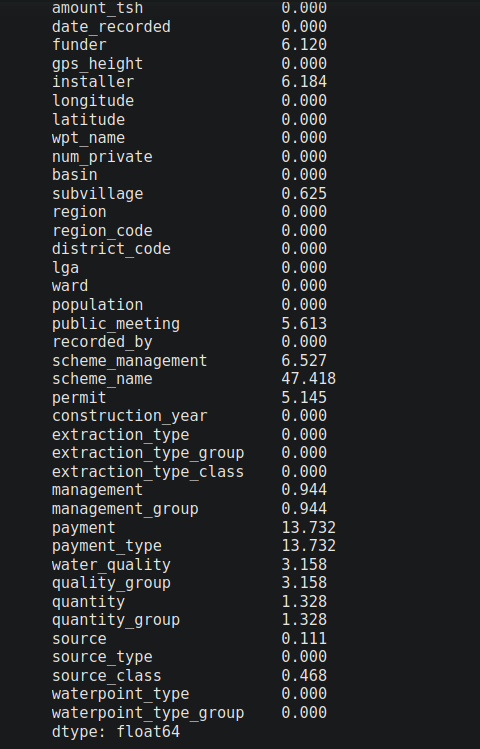 amount_tsh 0.000
date_recorded 0.000
funder 6.120
gps_height 0.000
installer 6.184
longitude 0.000
latitude 0.000
wpt_name 0.000
num_private 0.000
basin 0.000
subvillage 0.625
region 0.000
region_code 0.000
district_code 0.000
lga 0.000
ward 0.000
population 0.000
public_meeting 5.613
recorded_by 0.000
scheme_management 6.527
scheme_name 47.418
permit 5.145
construction_year 0.000
extraction_type 0.000
extraction_type_group 0.000
extraction_type_class 0.000
management 0.944
management_group 0.944
payment 13.732
payment_type 13.732
water_quality 3.158
quality_group 3.158
quantity 1.328
quantity_group 1.328
source 0.111
source_type 0.000
source_class 0.468
waterpoint_type 0.000
waterpoint_type_group 0.000
dtype: float64